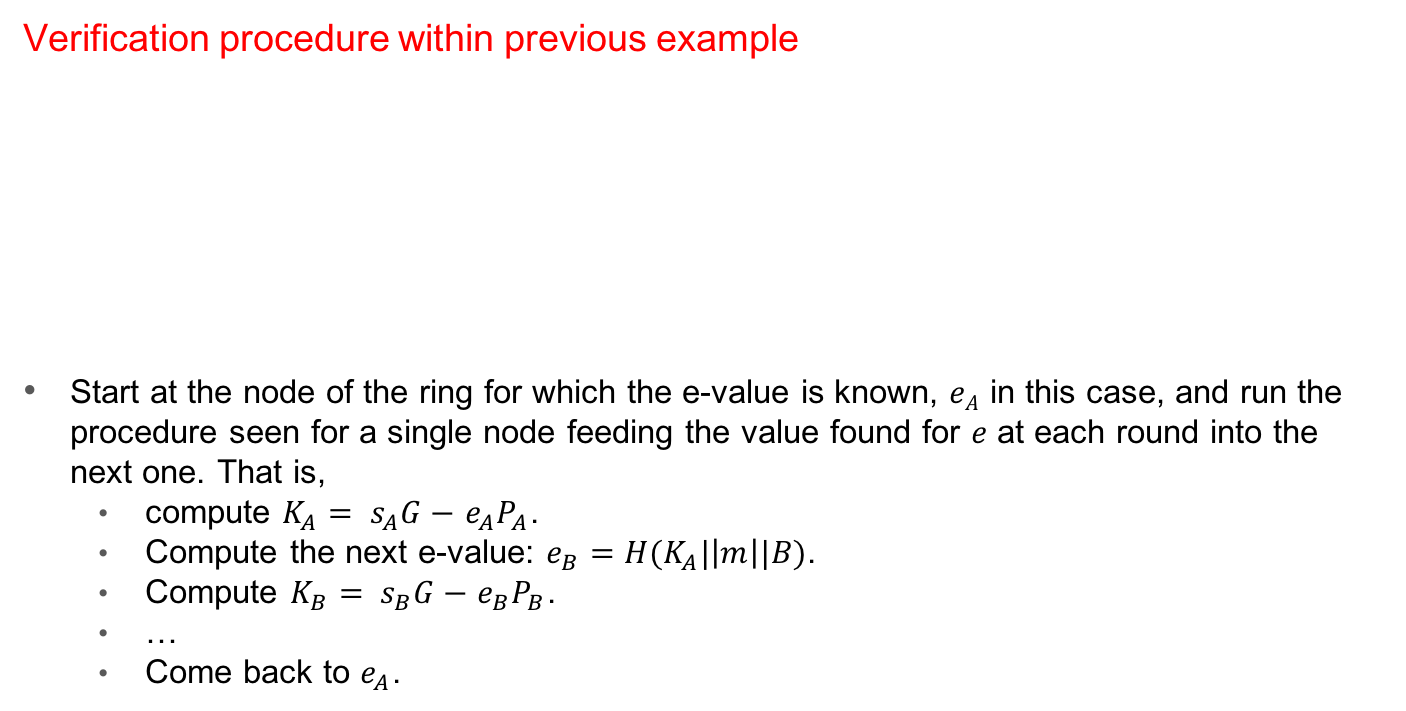 Verification procedure within previous example
• Start at the node of the ring for which the e-value is known, e_A in this case, and run the
procedure seen for a single node feeding the value found for e at each round into the
next one. That is,
• compute K_A = s_A G − e_A P_A.
• Compute the next e-value: e_B = H(K_A||m||B).
• Compute K_B = s_B G − e_B P_B.
• …
• Come back to e_A.